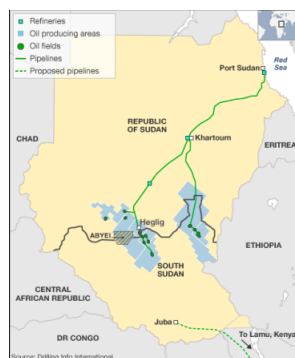 Refineries
Oil producing areas
Oil fields
Pipelines
Proposed pipelines
Red
Sea
Port Sudan
REPUBLIC
OF SUDAN
CHAD
Khartoum
ERITREA
Heglig
ABYEI
ETHIOPIA
SOUTH
SUDAN
CENTRAL
AFRICAN REPUBLIC
Juba
To Lamu, Kenya
DR CONGO
Source: Drilling Info International